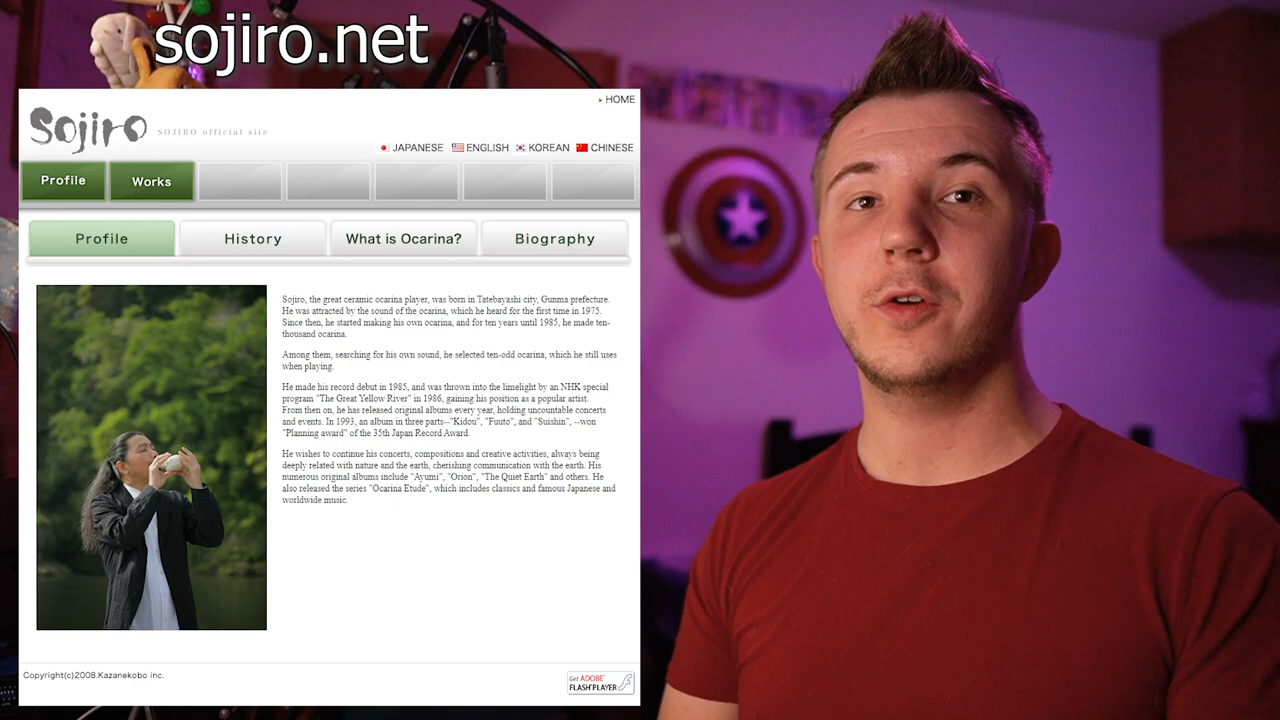 sojiro.net
HOME
Sojiro SOJIRO official site
JAPANESE ENGLISH KOREAN CHINESE
Profile Works
Profile History What is Ocarina? Biography
Sojiro, the great ceramic ocarina player, was born in Tatebayashi city, Gunma prefecture.
He was attracted by the sound of the ocarina, which he heard for the first time in 1975.
Since then, he started making his own ocarina, and for ten years until 1985, he made ten-
thousand ocarina.
Among them, searching for his own sound, he selected ten-odd ocarina, which he still uses
when playing.
He made his record debut in 1985, and was thrown into the limelight by an NHK special
program "The Great Yellow River" in 1986, gaining his position as a popular artist.
From then on, he has released original albums every year, holding uncountable concerts
and events. In 1993, an album in three parts--"Kidou", "Fuuto", and "Suishin", --won
"Planning award" of the 35th Japan Record Award.
He wishes to continue his concerts, compositions and creative activities, always being
deeply related with nature and the earth, cherishing communication with the earth. His
numerous original albums include "Ayumi", "Orion", "The Quiet Earth" and others. He
also released the series "Ocarina Etude", which includes classics and famous Japanese and
worldwide music.
Copyright(c)2008.Kazanekobo inc.
Get ADOBE
FLASH PLAYER